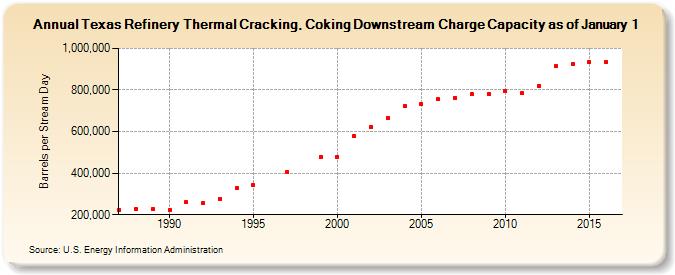 Annual Texas Refinery Thermal Cracking, Coking Downstream Charge Capacity as of January 1
Barrels per Stream Day
1,000,000
800,000
600,000
400,000
200,000
1990 1995 2000 2005 2010 2015
Source: U.S. Energy Information Administration